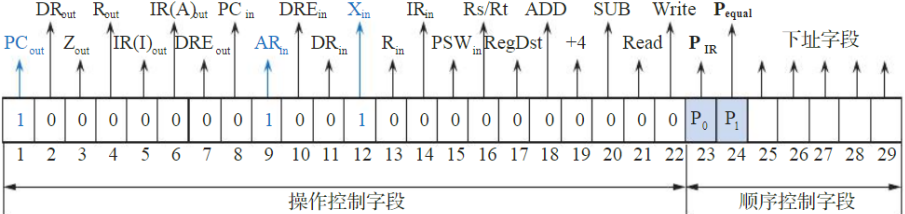 DRout Rout IR(A)out PCin DREin Xin IRin Rs/Rt ADD SUB Write Pequal
PCout Zout IR(I)out DREout ARin DRin Rin PSWin RegDst +4 Read PIR 下址字段
1 0 0 0 0 0 0 0 1 0 0 1 0 0 0 0 0 0 0 0 0 0 P0 P1
1 2 3 4 5 6 7 8 9 10 11 12 13 14 15 16 17 18 19 20 21 22 23 24 25 26 27 28 29
操作控制字段 顺序控制字段